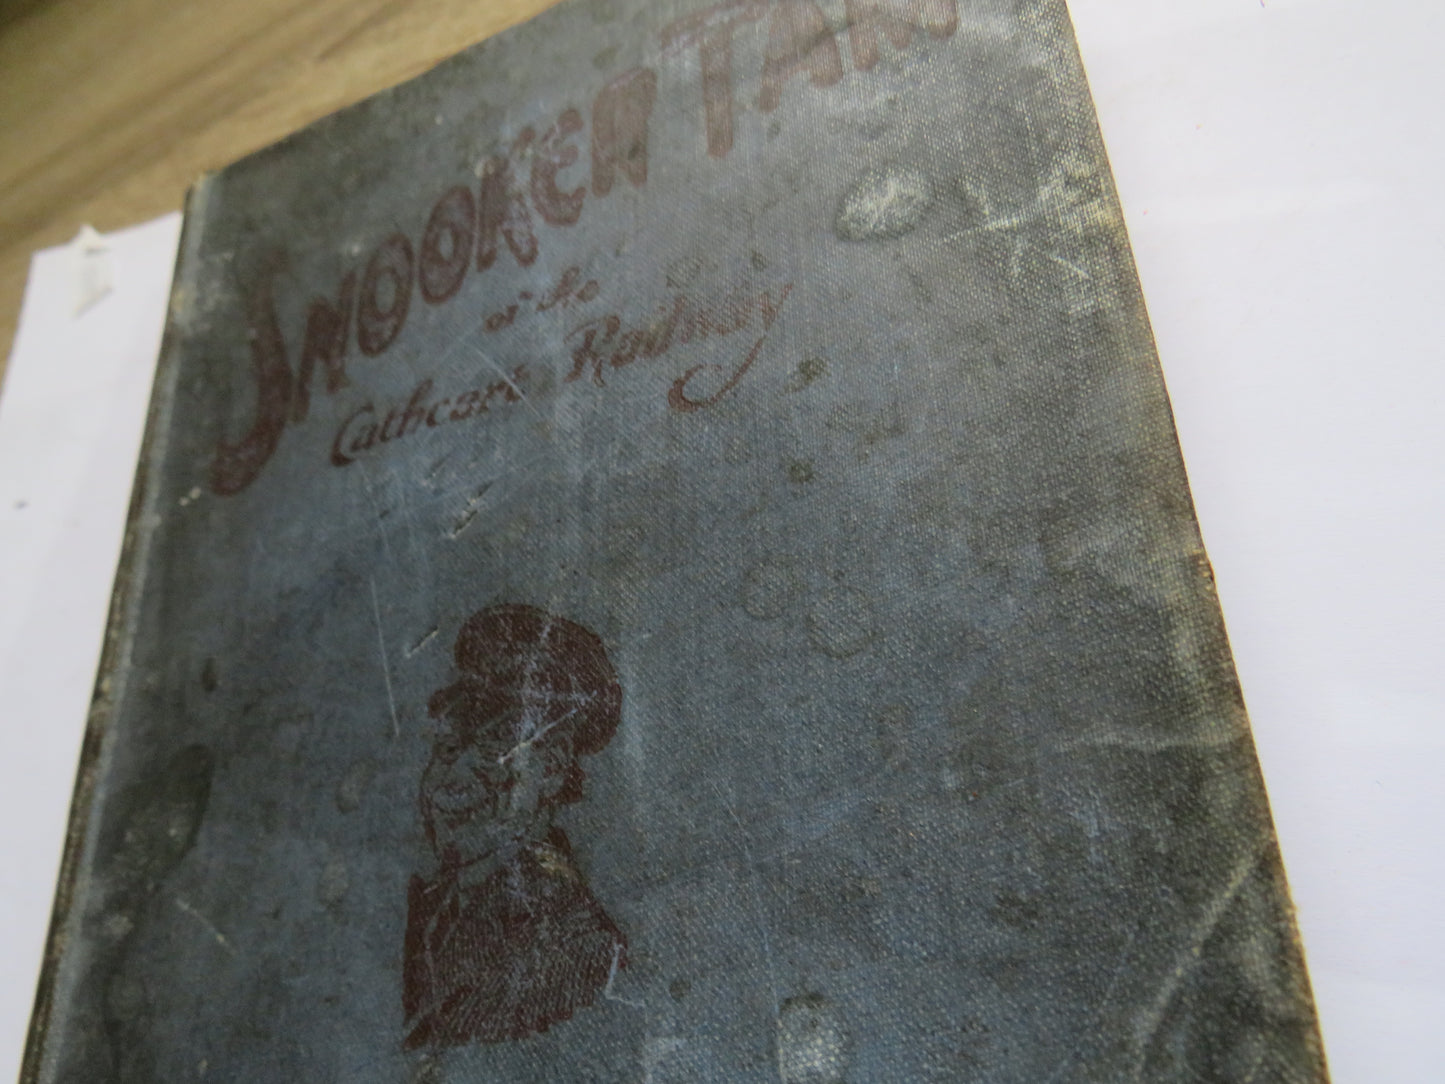 SNOOKER TAM
of the
Cathcart Railway